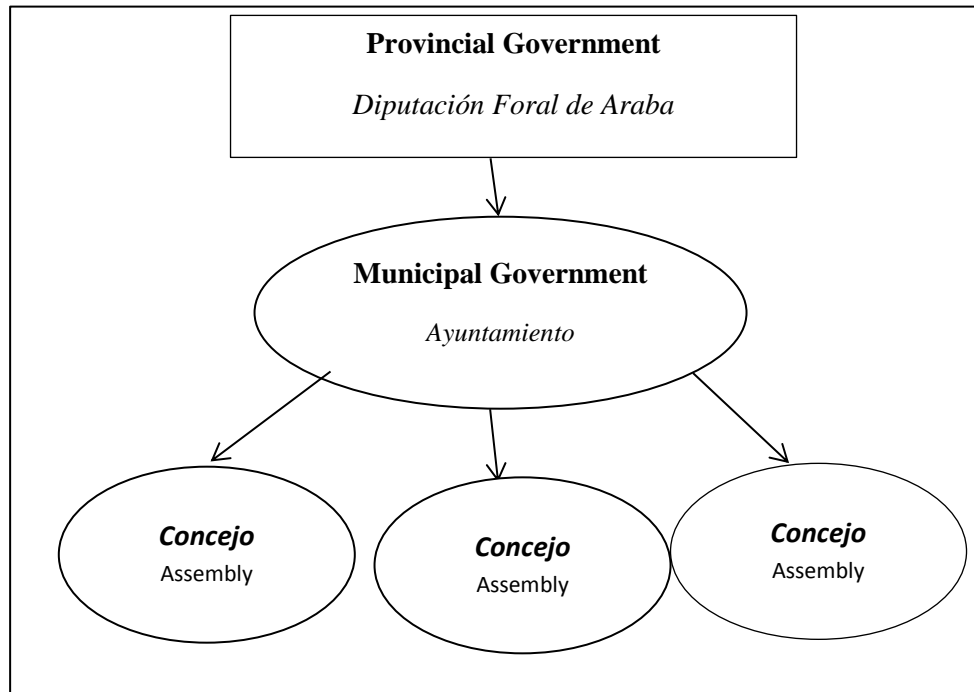 Provincial Government
Diputación Foral de Araba
Municipal Government
Ayuntamiento
Concejo
Assembly
Concejo
Assembly
Concejo
Assembly